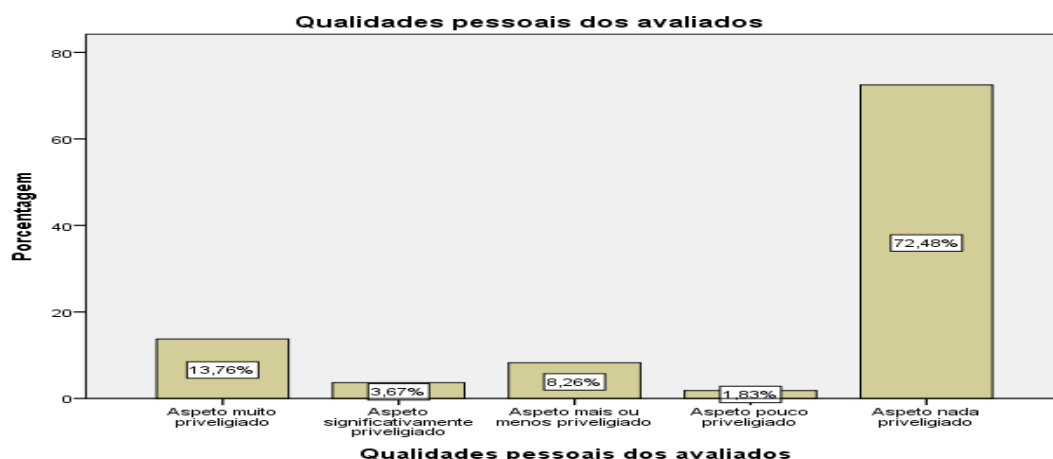 Qualidades pessoais dos avaliados
Porcentagem
80
60
40
20
0
13,76%
3,67%
8,26%
1,83%
72,48%
Aspeto muito
priveligiado
Aspeto
significativamente
priveligiado
Aspeto mais ou
menos priveligiado
Aspeto pouco
priveligiado
Aspeto nada
priveligiado
Qualidades pessoais dos avaliados